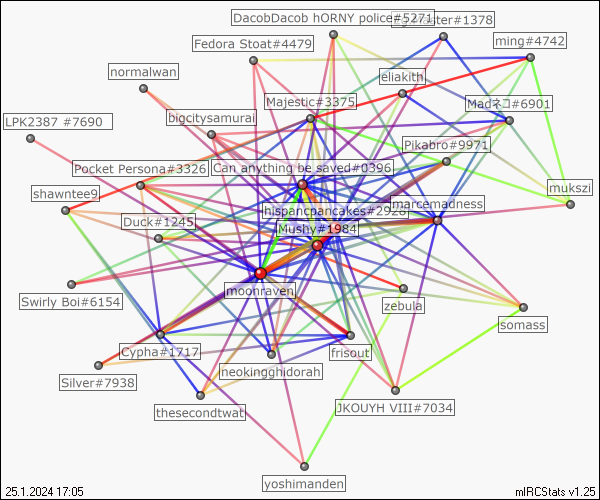 DacobDacob hORNY police#5271
#1378
Fedora Stoat#4479
ming#4742
normalwan
eliakith
Majestic#3375
Madネコ#6901
bigcitysamurai
LPK2387 #7690
Pikabro#9971
Pocket Persona#3326
Can anything be saved#0396
shawntee9
mukszi
marcemadness
hispancpancakes#2928
Duck#1245
Mushy#1984
moonraven
Swirly Boi#6154
zebula
somass
Cypha#1717
frisout
neokingghidorah
Silver#7938
JKOUYH VIII#7034
thesecondtwat
yoshimanden
25.1.2024 17:05
mIRCStats v1.25